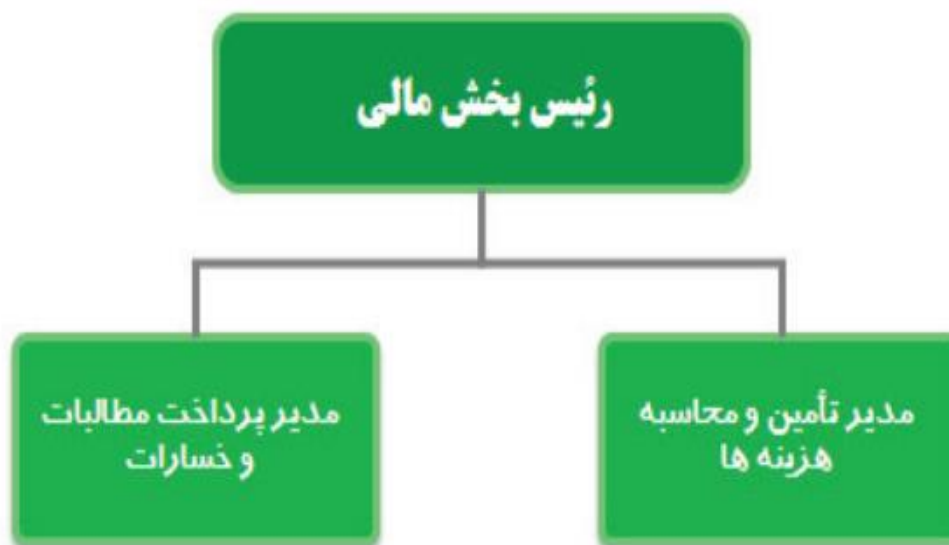 رئیس بخش مالی
مدیر تأمین و محاسبه
هزینه ها
مدیر پرداخت مطالبات
و خسارات